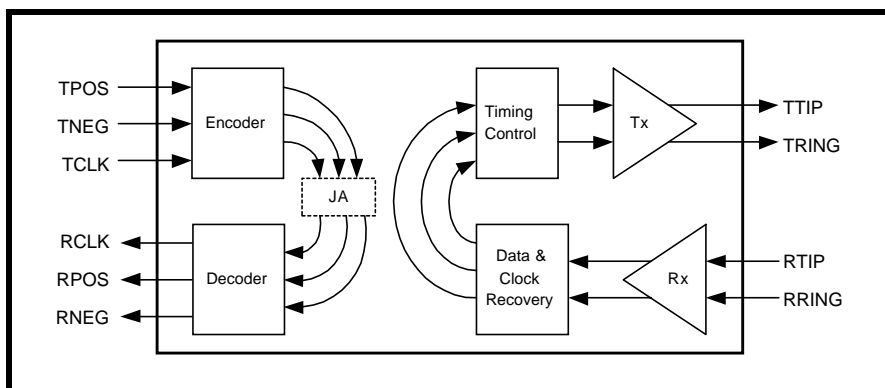 TPOS
TNEG
TCLK
Encoder
JA
Timing
Control
Tx
TTIP
TRING
RCLK
RPOS
RNEG
Decoder
Data &
Clock
Recovery
Rx
RTIP
RRING